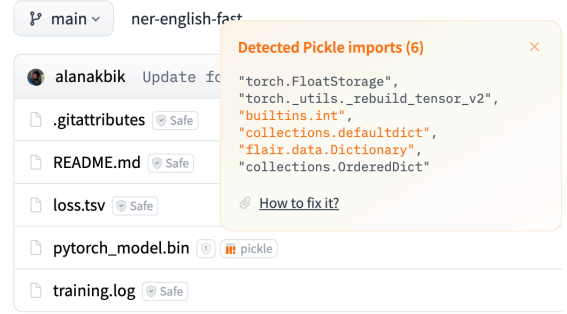 main
ner-english-fast
Detected Pickle imports (6)
"torch.FloatStorage",
"torch._utils._rebuild_tensor_v2",
"builtins.int",
"collections.defaultdict",
"flair.data.Dictionary",
"collections.OrderedDict"
How to fix it?
alanakbik Update fo
.gitattributes Safe
README.md Safe
loss.tsv Safe
pytorch_model.bin pickle
training.log Safe